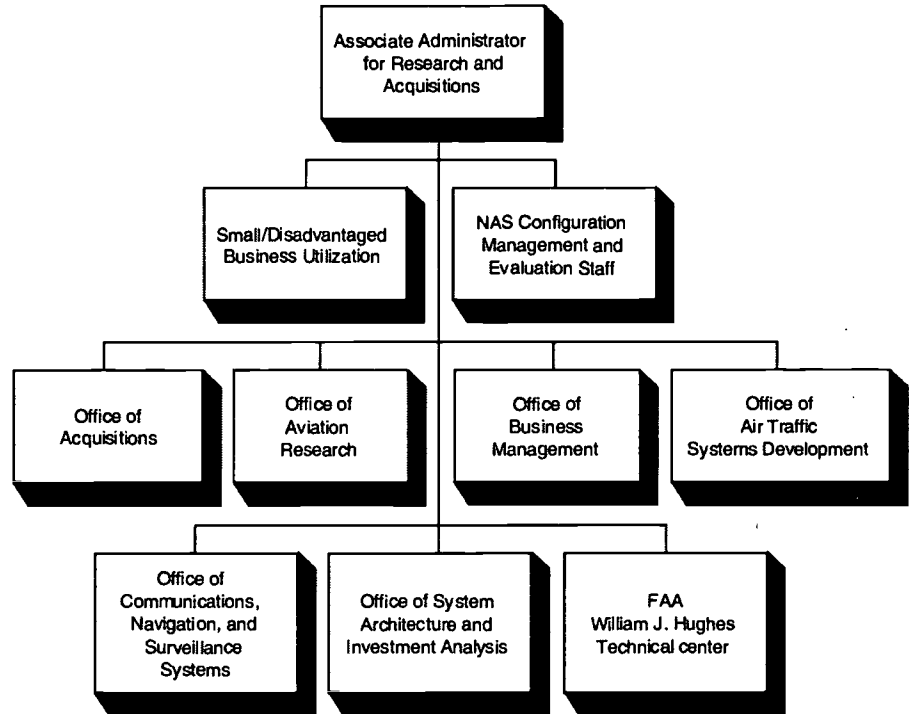 Associate Administrator
for Research and
Acquisitions
Small/Disadvantaged
Business Utilization
NAS Configuration
Management and
Evaluation Staff
Office of
Acquisitions
Office of
Aviation
Research
Office of
Business
Management
Office of
Air Traffic
Systems Development
Office of
Communications,
Navigation, and
Surveillance
Systems
Office of System
Architecture and
Investment Analysis
FAA
William J. Hughes
Technical center